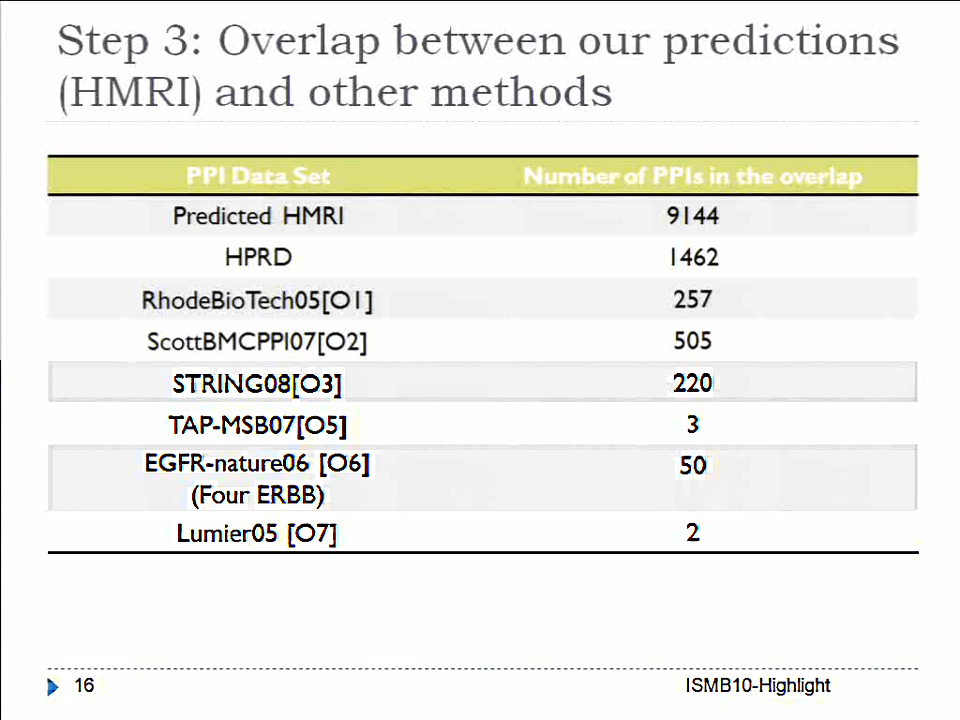 Step 3: Overlap between our predictions
(HMRI) and other methods
PPI Data Set Number of PPIs in the overlap
Predicted HMRI 9144
HPRD 1462
RhodeBioTech05[O1] 257
ScottBMCPPI07[O2] 505
STRING08[O3] 220
TAP-MSB07[O5] 3
EGFR-nature06 [O6] 50
(Four ERBB)
Lumier05 [O7] 2
16 ISMB10-Highlight